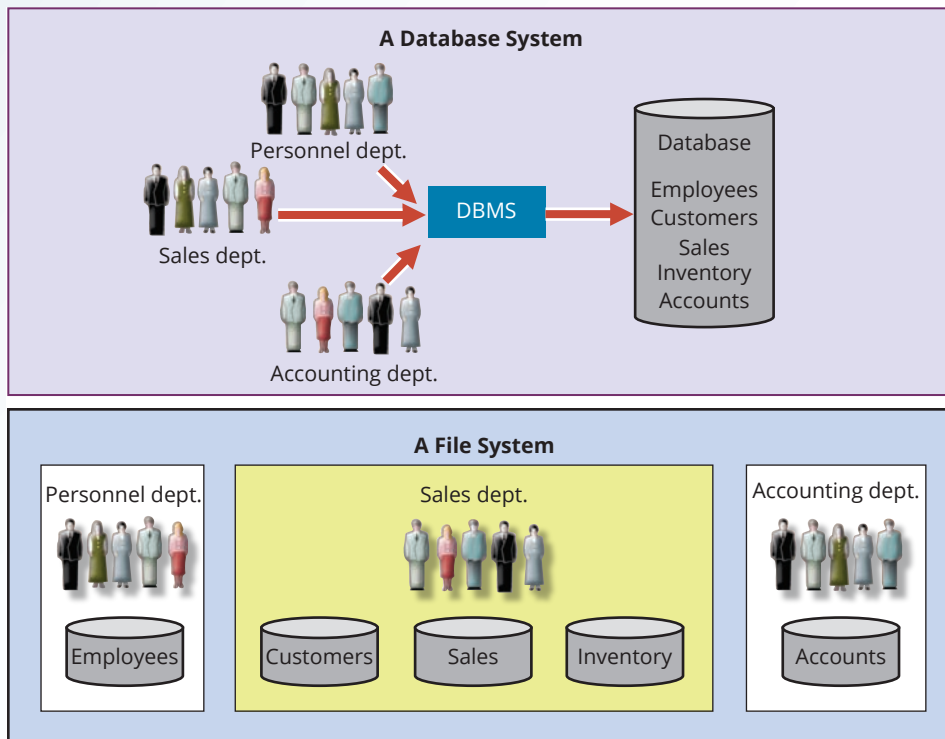 A Database System
Personnel dept.
Sales dept.
Accounting dept.
DBMS
Database
Employees
Customers
Sales
Inventory
Accounts
A File System
Personnel dept.
Employees
Sales dept.
Customers
Sales
Inventory
Accounting dept.
Accounts